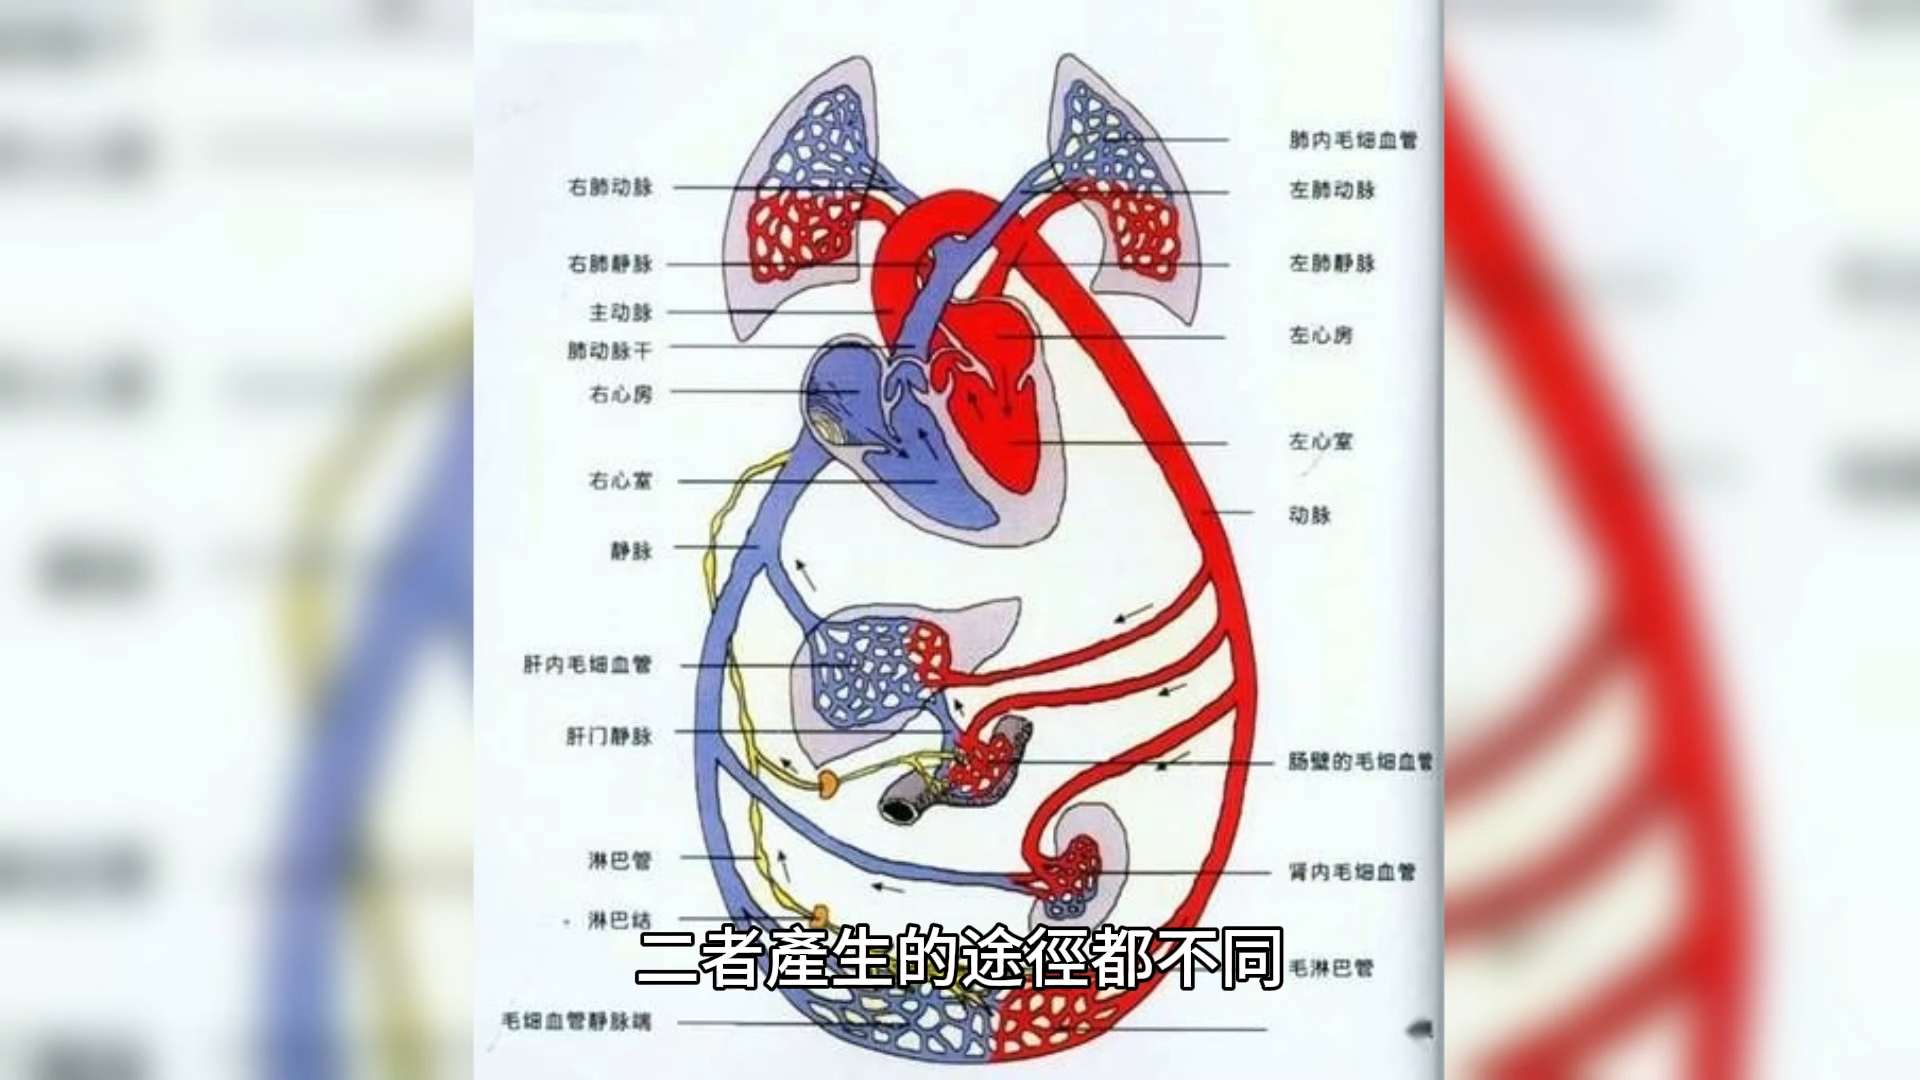 右肺动脉
右肺静脉
主动脉
肺动脉干
右心房
右心室
静脉
肝内毛细血管
肝门静脉
淋巴管
淋巴结
毛细血管静脉端
肺内毛细血管
左肺动脉
左肺静脉
左心房
左心室
动脉
肠壁的毛细血管
肾内毛细血管
毛淋巴管
二者產生的途徑都不同